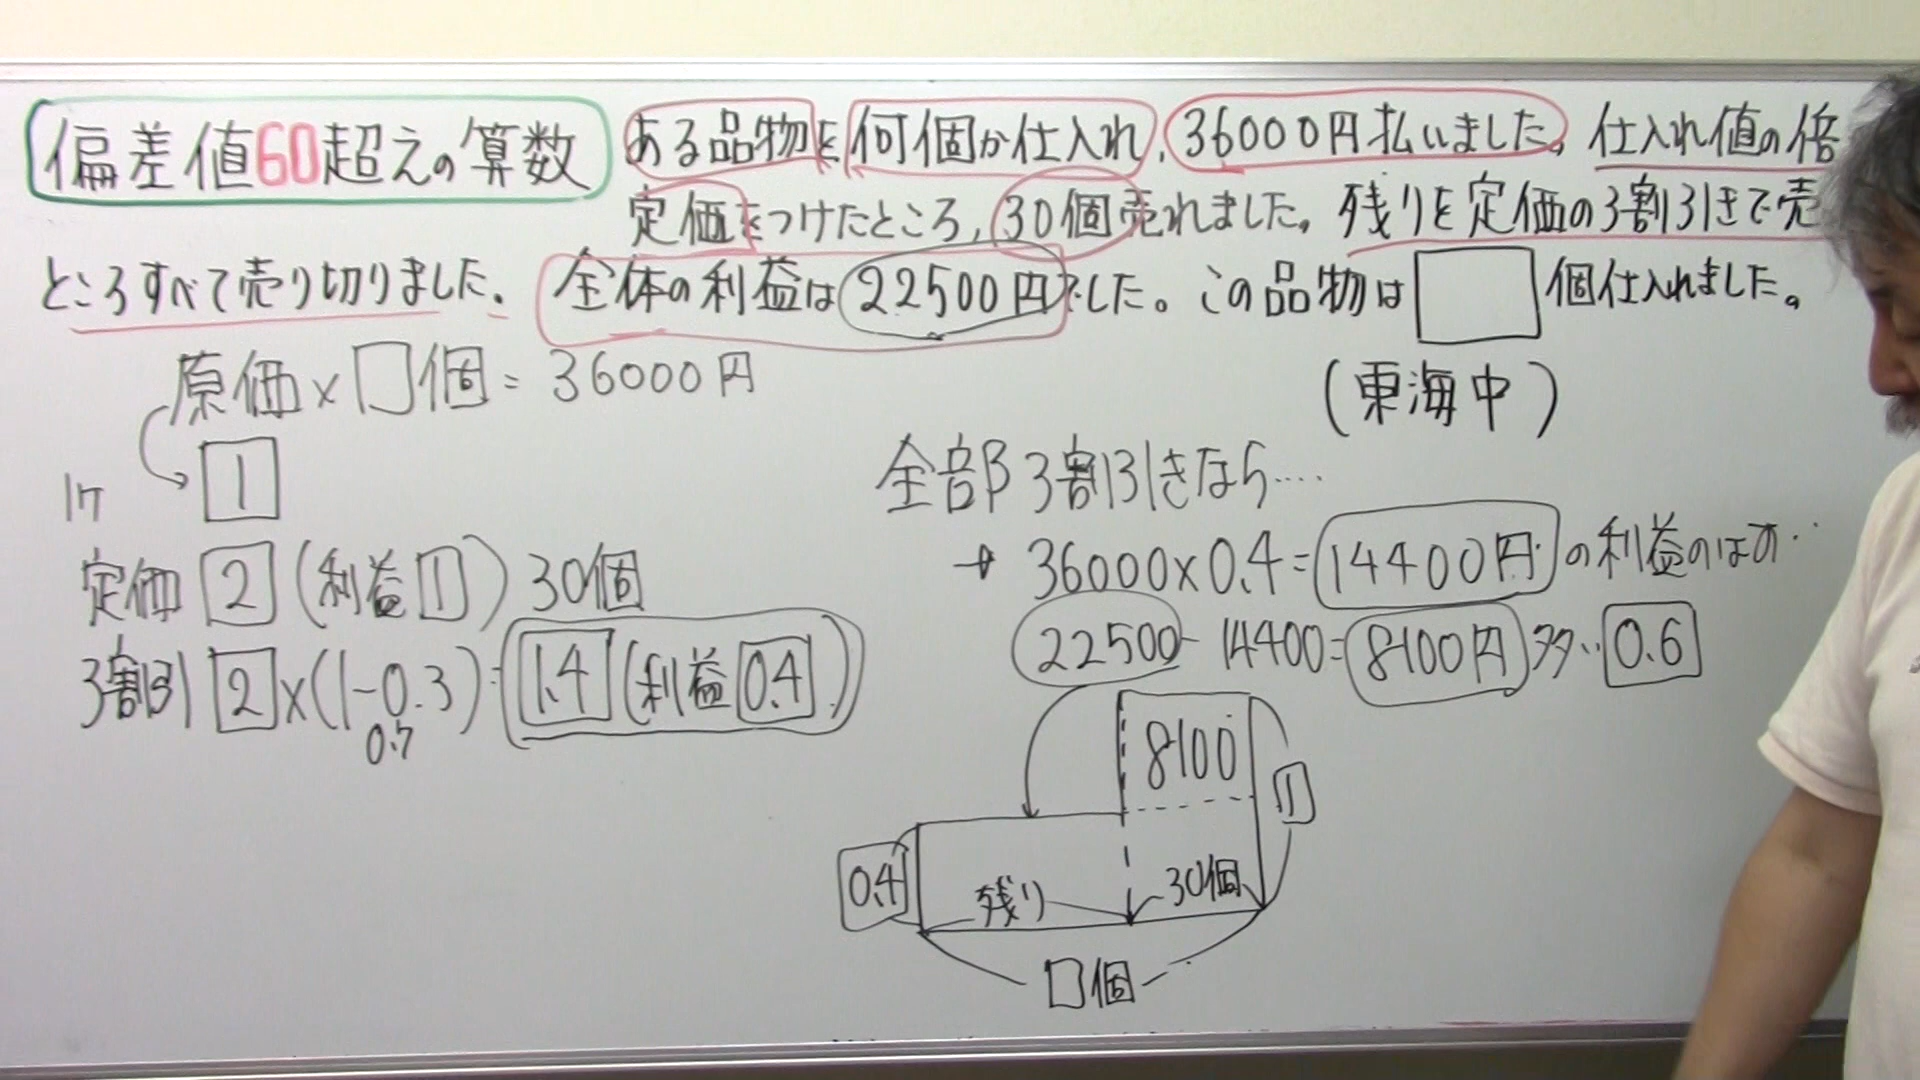 偏差値60超えの算数
ある品物を何個か仕入れ、36000円払いました。仕入れ値の倍
定価をつけたところ、30個売れました。残りを定価の3割引きで売
ところすべて売り切りました。全体の利益は22500円でした。この品物は□個仕入れました。
(東海中)
原価×□個=36000円
1ヶ 1
定価 2 (利益1) 30個
3割引 2×(1-0.3)=1.4(利益0.4)
0.7
全部3割引きなら....
→ 36000×0.4=14400円の利益のはず..
22500-14400=8100円 多..0.6
8100
1
0.4
残り
30個
□個